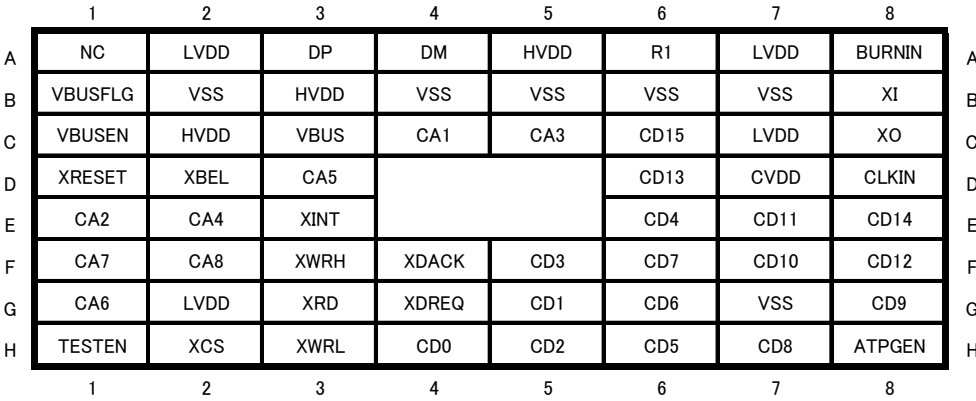 1 2 3 4 5 6 7 8
A NC LVDD DP DM HVDD R1 LVDD BURNIN A
B VBUSFLG VSS HVDD VSS VSS VSS VSS XI B
C VBUSEN HVDD VBUS CA1 CA3 CD15 LVDD XO C
D XRESET XBEL CA5 CD13 CVDD CLKIN D
E CA2 CA4 XINT CD4 CD11 CD14 E
F CA7 CA8 XWRH XDACK CD3 CD7 CD10 CD12 F
G CA6 LVDD XRD XDREQ CD1 CD6 VSS CD9 G
H TESTEN XCS XWRL CD0 CD2 CD5 CD8 ATPGEN H
1 2 3 4 5 6 7 8